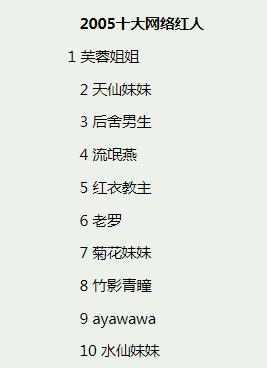 2005十大网络红人
1 芙蓉姐姐
2 天仙妹妹
3 后舍男生
4 流氓燕
5 红衣教主
6 老罗
7 菊花妹妹
8 竹影青瞳
9 ayawawa
10 水仙妹妹